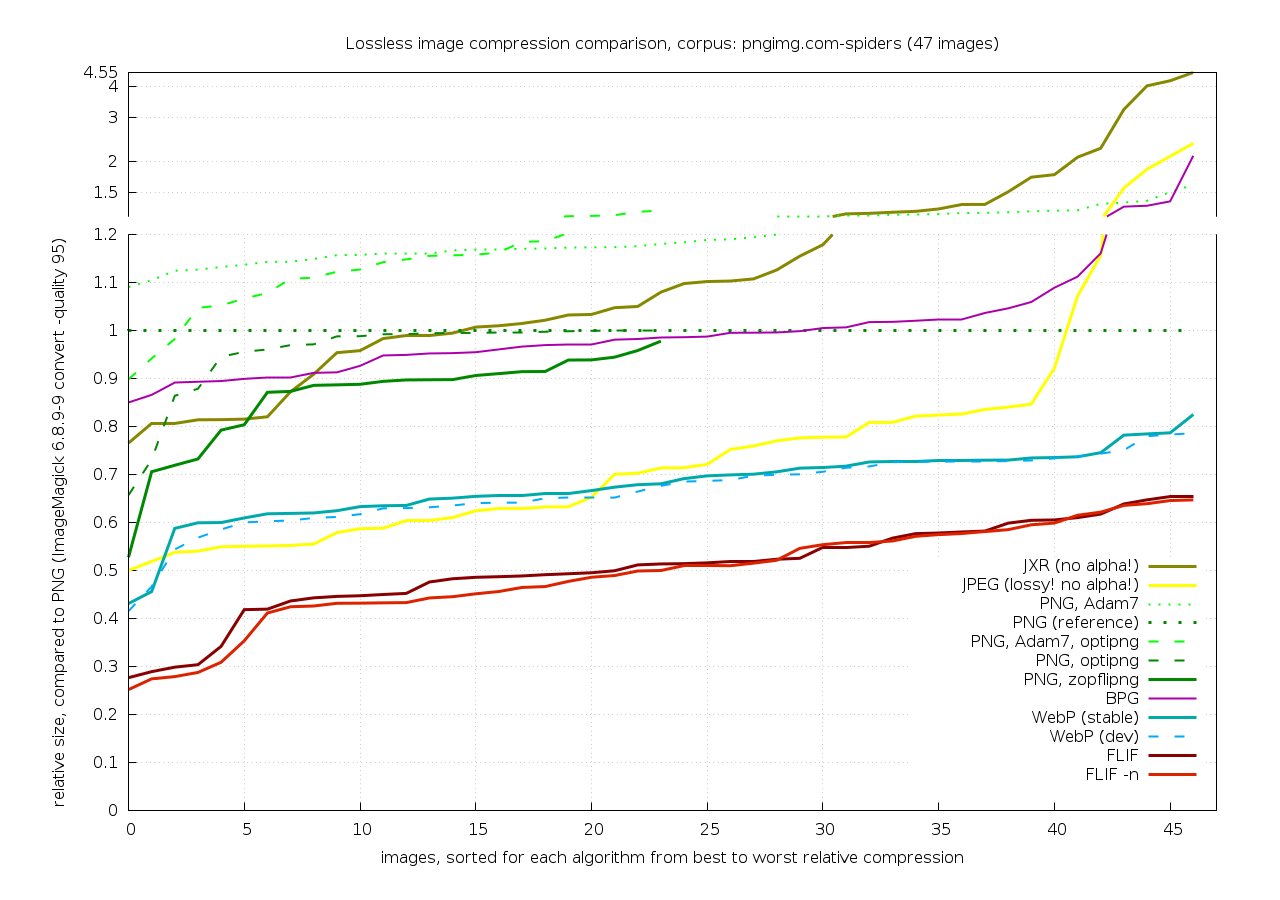 Lossless image compression comparison, corpus: pngimg.com-spiders (47 images)
4.55
4
3
2
1.5
1.2
1.1
1
0.9
0.8
0.7
0.6
0.5
0.4
0.3
0.2
0.1
0
relative size, compared to PNG (ImageMagick 6.8.9-9 convert -quality 95)
JXR (no alpha!)
JPEG (lossy! no alpha!)
PNG, Adam7
PNG (reference)
PNG, Adam7, optipng
PNG, optipng
PNG, zopflipng
BPG
WebP (stable)
WebP (dev)
FLIF
FLIF -n
0 5 10 15 20 25 30 35 40 45
images, sorted for each algorithm from best to worst relative compression